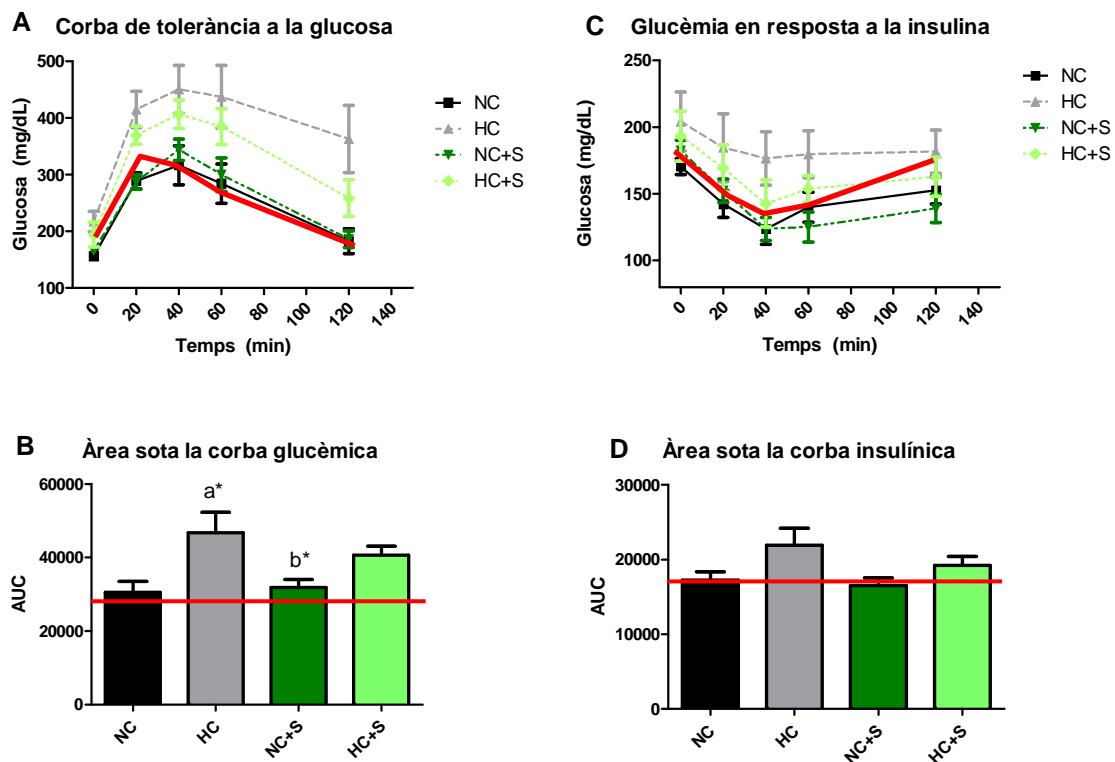 A Corba de tolerància a la glucosa
500
400
300
200
100
Glucosa (mg/dL)
0 20 40 60 80 100 120 140
Temps (min)
NC
HC
NC+S
HC+S
C Glucèmia en resposta a la insulina
250
200
150
100
Glucosa (mg/dL)
0 20 40 60 80 100 120 140
Temps (min)
NC
HC
NC+S
HC+S
B Àrea sota la corba glucèmica
60000
40000
20000
0
AUC
a*
b*
NC HC NC+S HC+S
D Àrea sota la corba insulínica
30000
20000
10000
0
AUC
NC HC NC+S HC+S